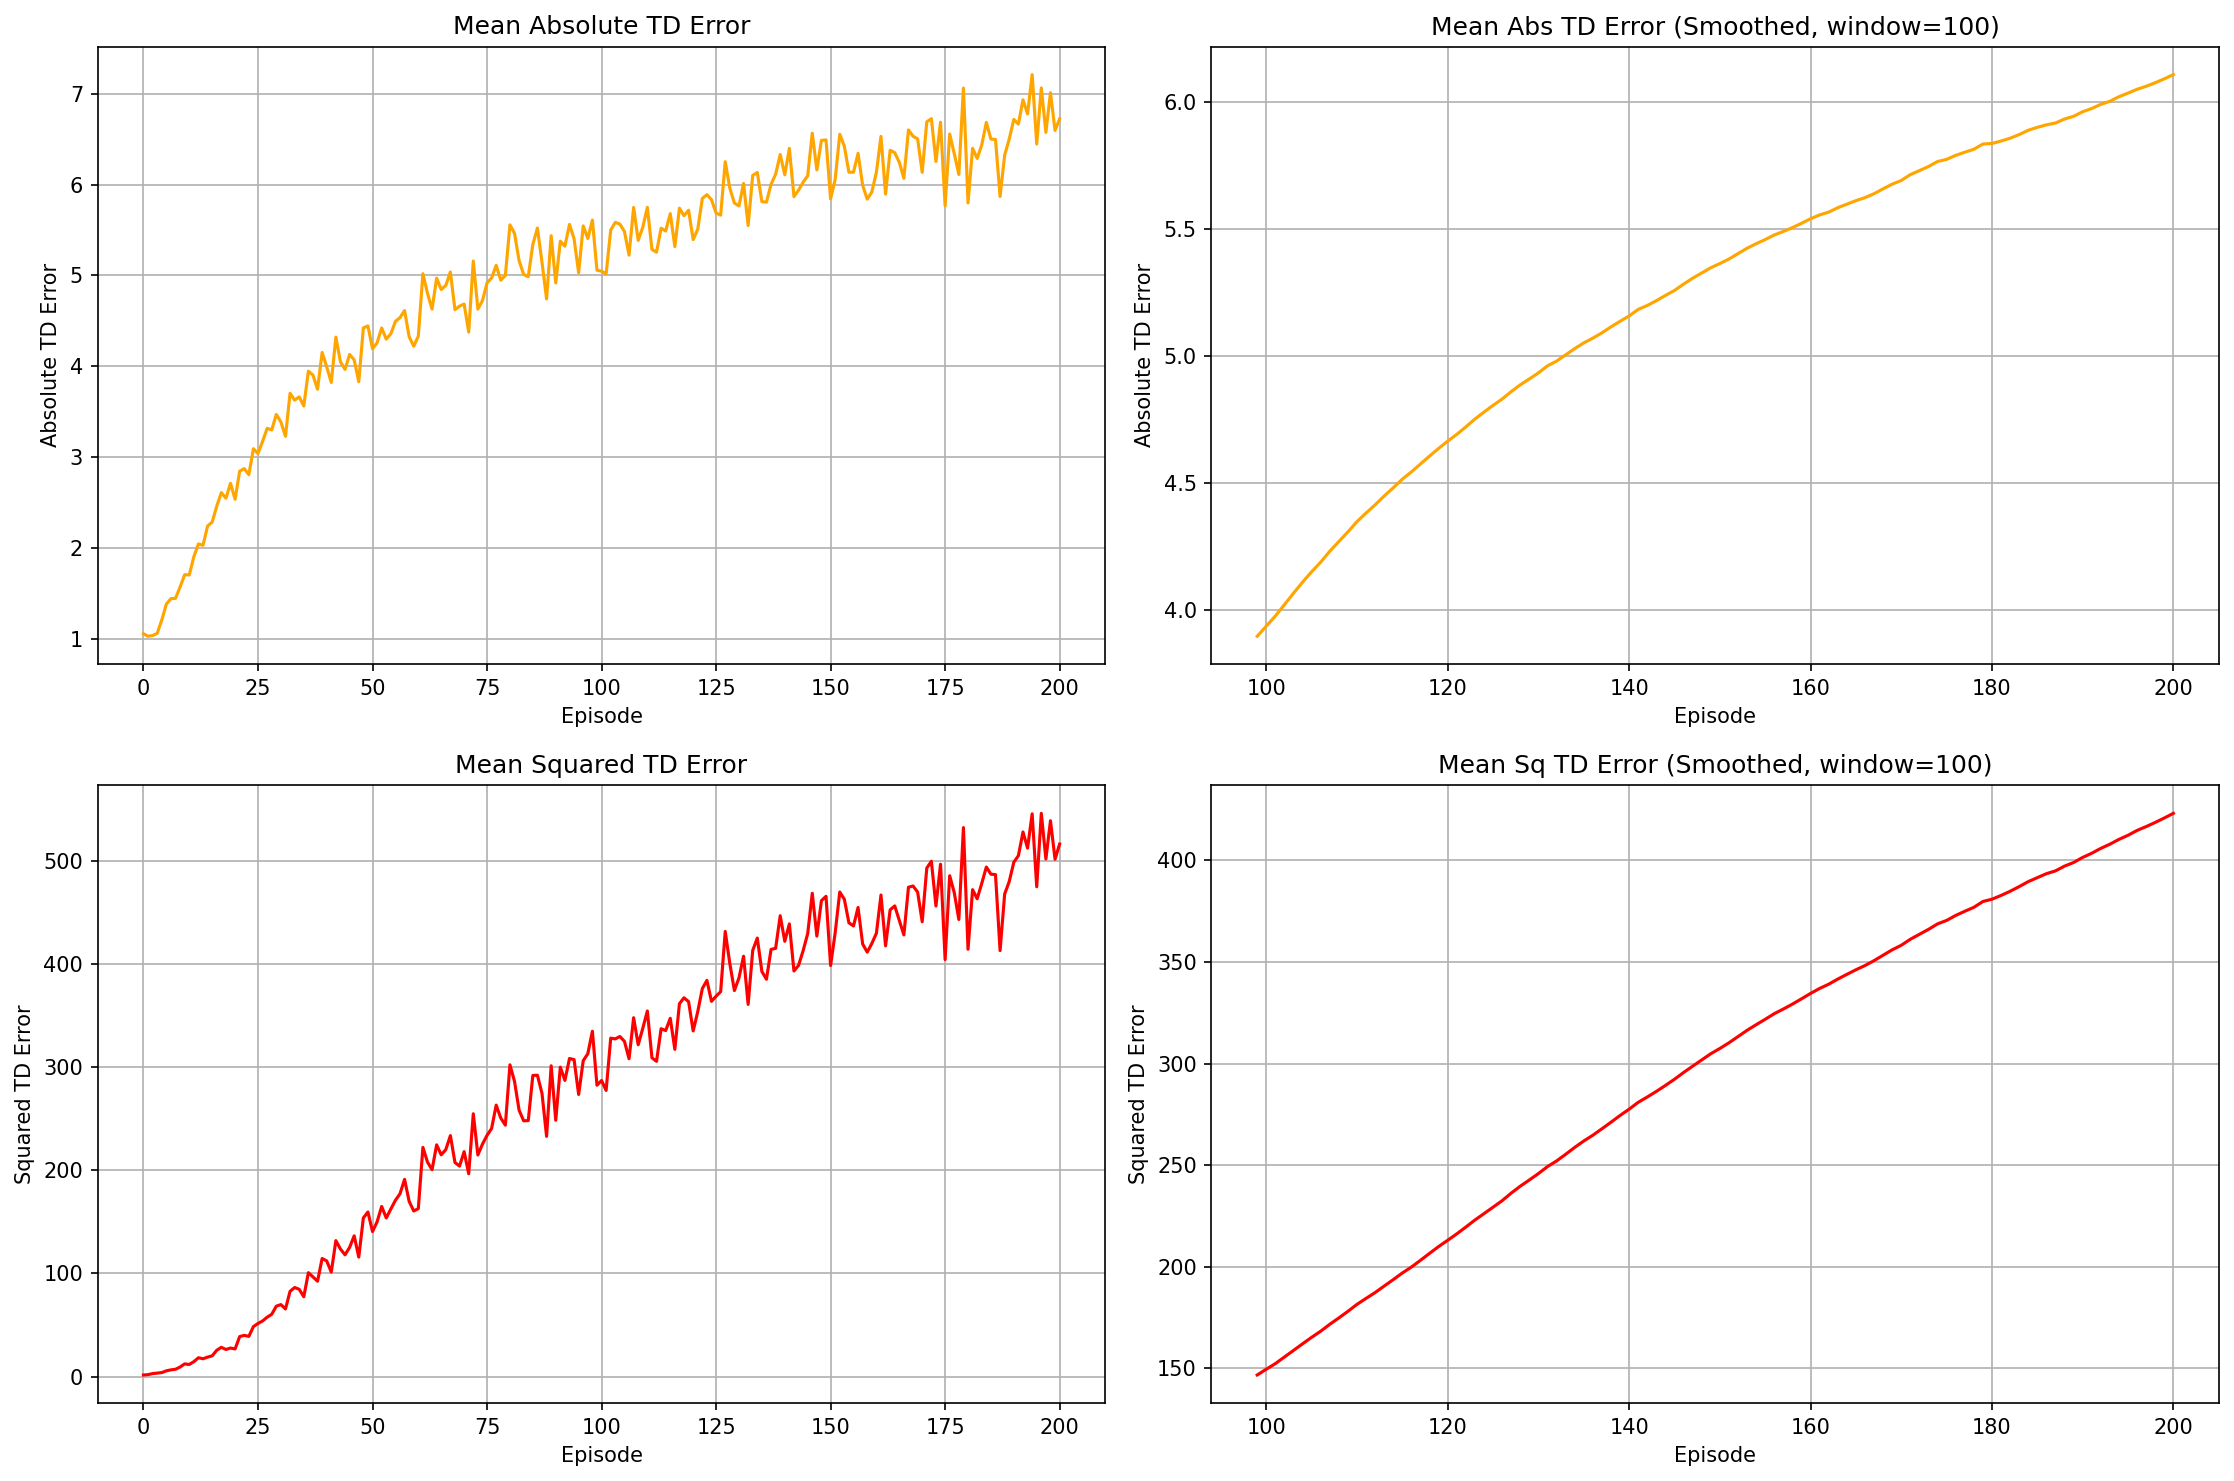 Mean Absolute TD Error
Absolute TD Error
7
6
5
4
3
2
1
0 25 50 75 100 125 150 175 200
Episode
Mean Abs TD Error (Smoothed, window=100)
Absolute TD Error
6.0
5.5
5.0
4.5
4.0
100 120 140 160 180 200
Episode
Mean Squared TD Error
Squared TD Error
500
400
300
200
100
0
0 25 50 75 100 125 150 175 200
Episode
Mean Sq TD Error (Smoothed, window=100)
Squared TD Error
400
350
300
250
200
150
100 120 140 160 180 200
Episode